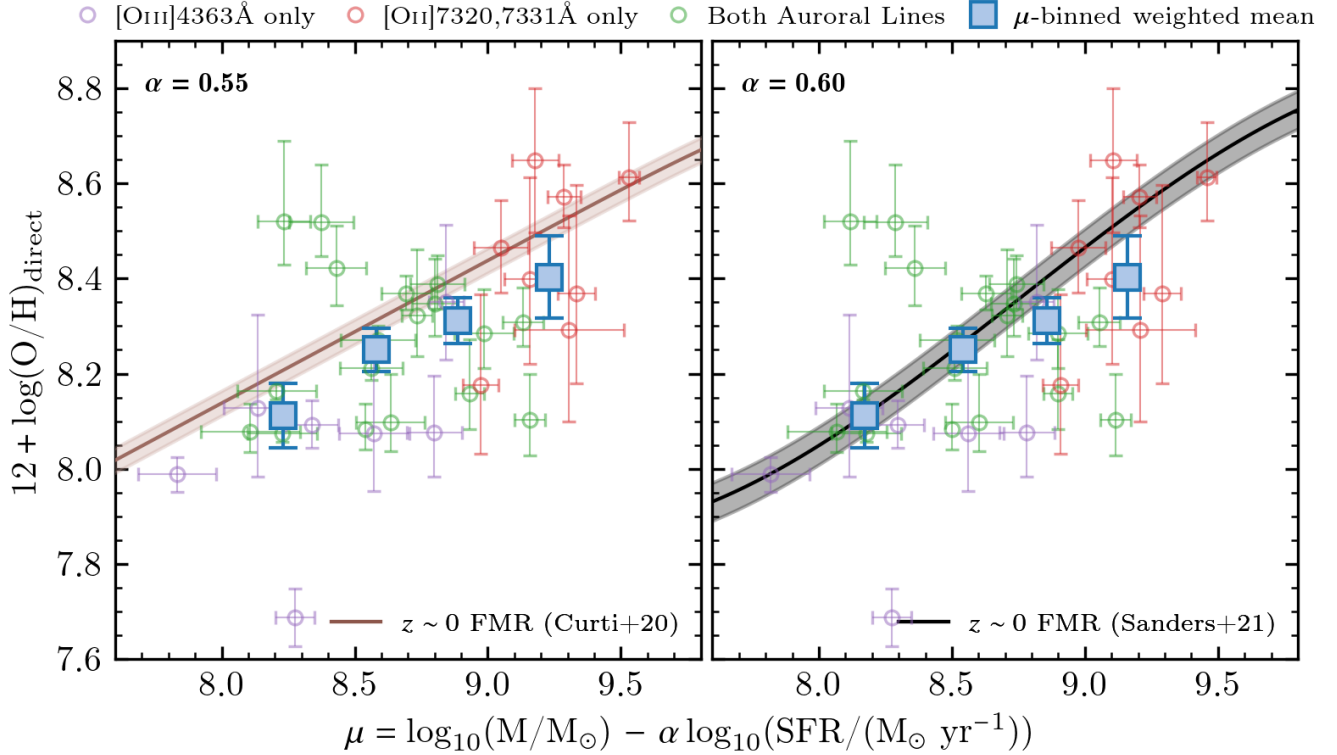 [OIII]4363Å only
[OII]7320,7331Å only
Both Auroral Lines
μ-binned weighted mean
α = 0.55
α = 0.60
12 + log(O/H)direct
8.8
8.6
8.4
8.2
8.0
7.8
7.6
z ~ 0 FMR (Curti+20)
z ~ 0 FMR (Sanders+21)
8.0 8.5 9.0 9.5
8.0 8.5 9.0 9.5
μ = log₁₀(M/M⊙) − α log₁₀(SFR/(M⊙ yr⁻¹))